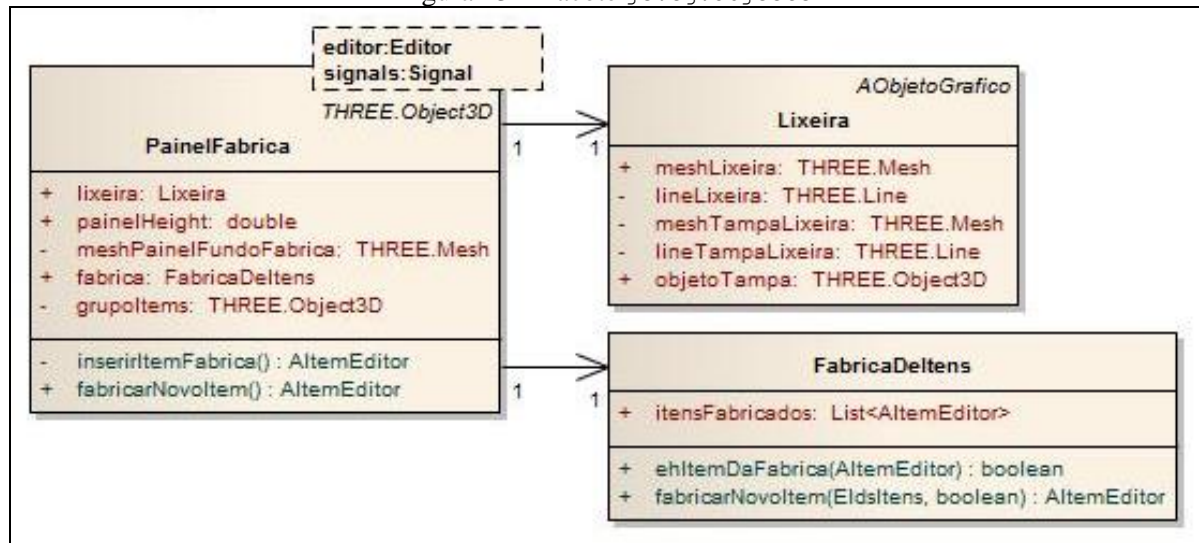 editor:Editor
signals:Signal
THREE.Object3D
PainelFabrica
+ lixeira: Lixeira
+ painelHeight: double
- meshPainelFundoFabrica: THREE.Mesh
+ fabrica: FabricaDeItens
- grupoItems: THREE.Object3D
- inserirItemFabrica() : AItemEditor
+ fabricarNovoItem() : AItemEditor
1
1
AObjetoGrafico
Lixeira
+ meshLixeira: THREE.Mesh
- lineLixeira: THREE.Line
- meshTampaLixeira: THREE.Mesh
- lineTampaLixeira: THREE.Line
+ objetoTampa: THREE.Object3D
1
1
FabricaDeItens
+ itensFabricados: List<AItemEditor>
+ ehItemDaFabrica(AItemEditor) : boolean
+ fabricarNovoItem(EIdsItens, boolean) : AItemEditor